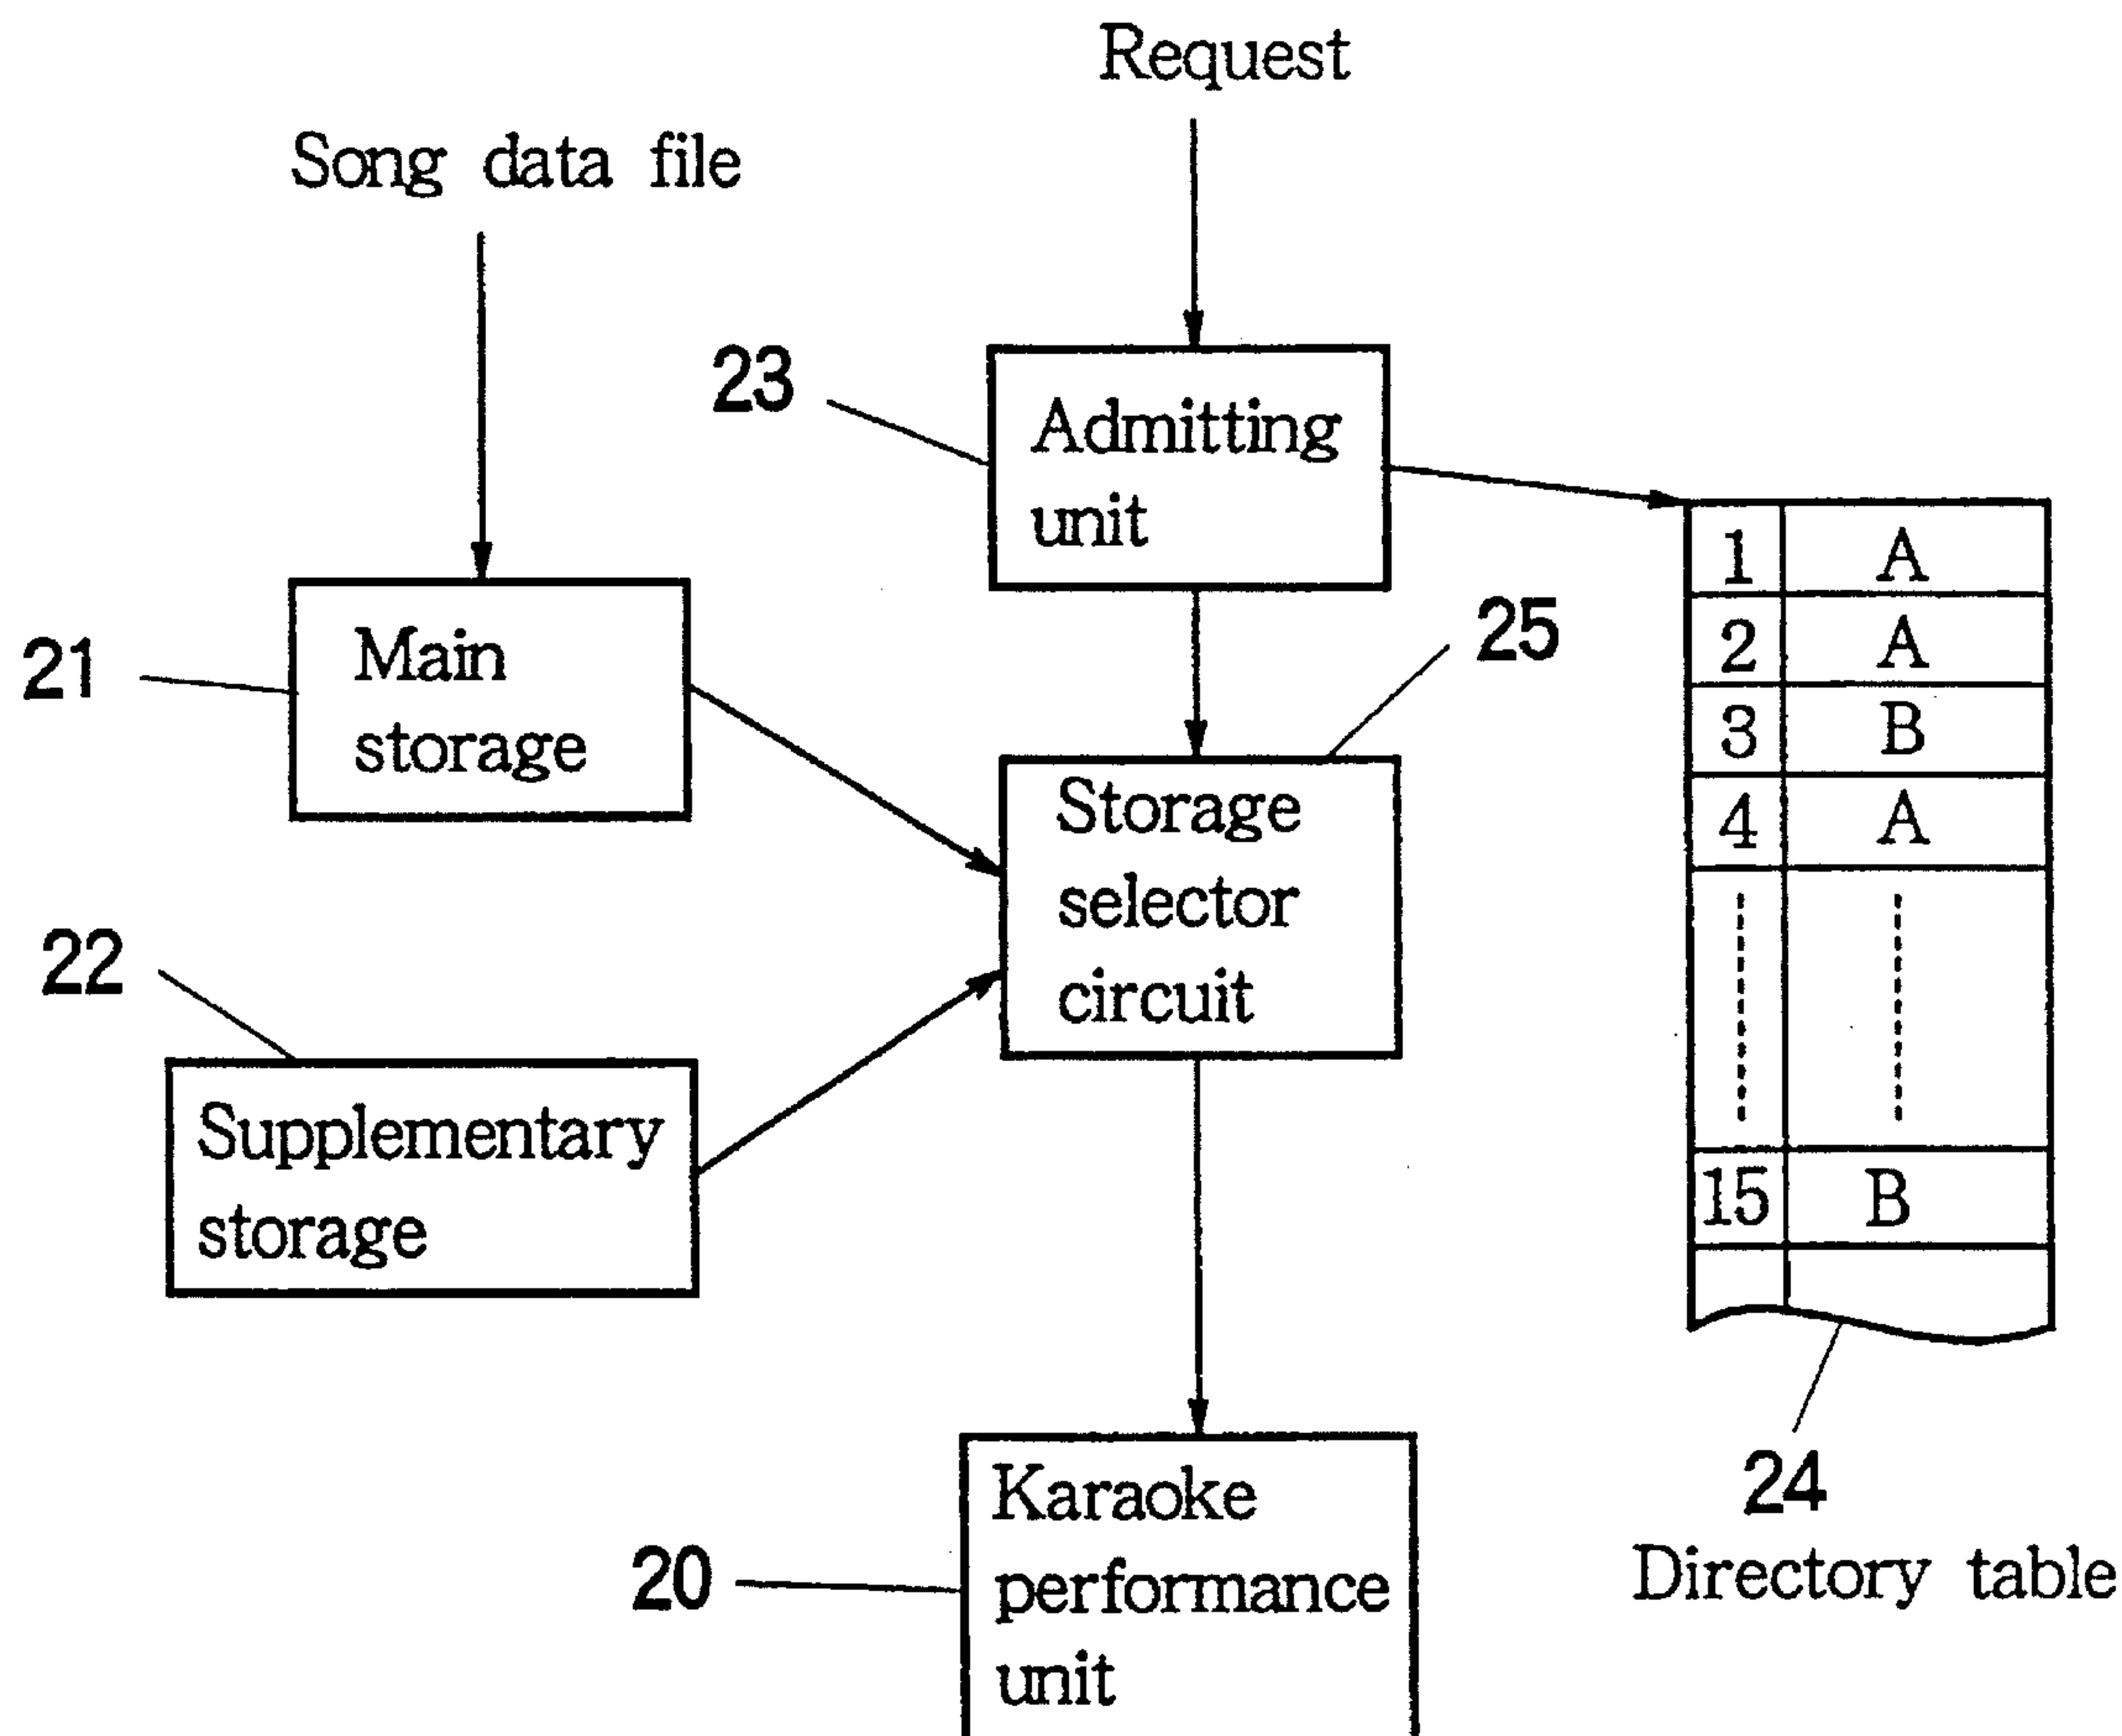 Request
Song data file
23
Admitting
unit
1 A
2 A
3 B
4 A
15 B
25
21
Main
storage
Storage
selector
circuit
22
Supplementary
storage
24
Directory table
20
Karaoke
performance
unit